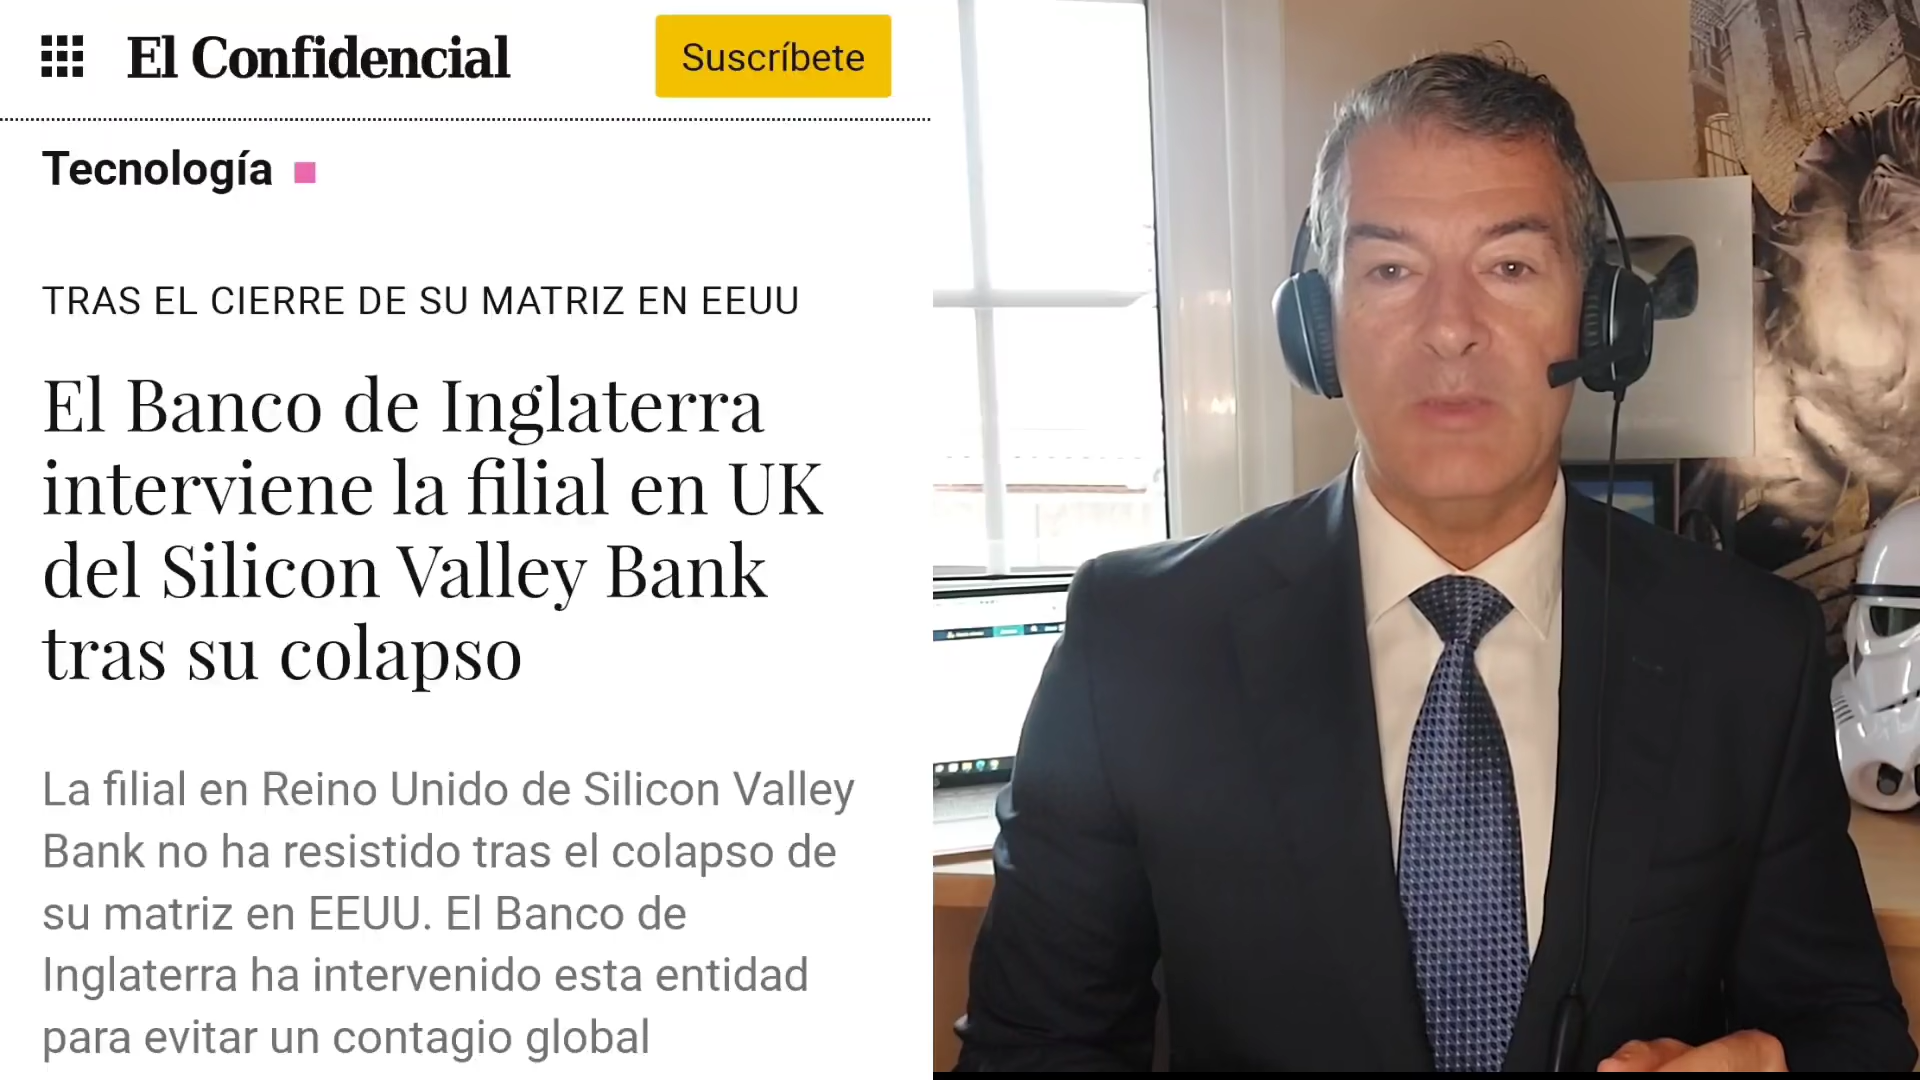 El Confidencial
Suscríbete
Tecnología
TRAS EL CIERRE DE SU MATRIZ EN EEUU
El Banco de Inglaterra
interviene la filial en UK
del Silicon Valley Bank
tras su colapso
La filial en Reino Unido de Silicon Valley
Bank no ha resistido tras el colapso de
su matriz en EEUU. El Banco de
Inglaterra ha intervenido esta entidad
para evitar un contagio global